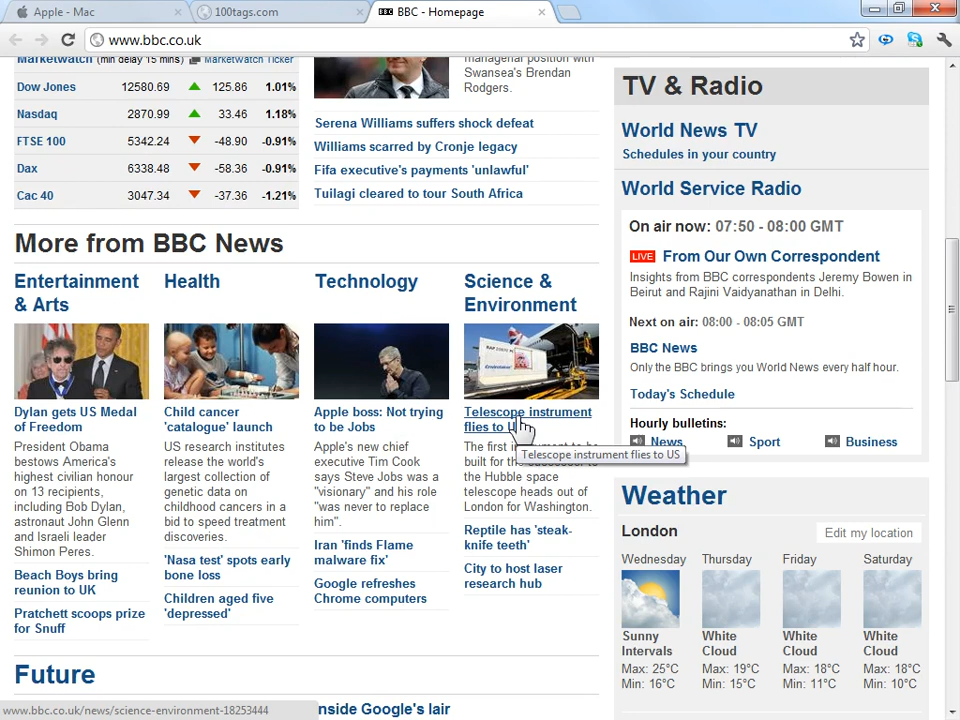 Apple - Mac
100tags.com
BBC - Homepage
www.bbc.co.uk
Marketwatch (min delay 15 mins) Marketwatch Ticker
Dow Jones 12580.69 125.86 1.01%
Nasdaq 2870.99 33.46 1.18%
FTSE 100 5342.24 -48.90 -0.91%
Dax 6338.48 -58.36 -0.91%
Cac 40 3047.34 -37.36 -1.21%
managerial position with
Swansea's Brendan
Rodgers.
Serena Williams suffers shock defeat
Williams scarred by Cronje legacy
Fifa executive's payments 'unlawful'
Tuilagi cleared to tour South Africa
More from BBC News
Entertainment
& Arts
Dylan gets US Medal
of Freedom
President Obama
bestows America's
highest civilian honour
on 13 recipients,
including Bob Dylan,
astronaut John Glenn
and Israeli leader
Shimon Peres.
Beach Boys bring
reunion to UK
Pratchett scoops prize
for Snuff
Health
Child cancer
'catalogue' launch
US research institutes
release the world's
largest collection of
genetic data on
childhood cancers in a
bid to speed treatment
discoveries.
'Nasa test' spots early
bone loss
Children aged five
'depressed'
Technology
Apple boss: Not trying
to be Jobs
Apple's new chief
executive Tim Cook
says Steve Jobs was a
"visionary" and his role
"was never to replace
him".
Iran 'finds Flame
malware fix'
Google refreshes
Chrome computers
Science &
Environment
Telescope instrument
flies to U
Telescope instrument flies to US
The first instrument to be
built for the
the Hubble space
telescope heads out of
London for Washington.
Reptile has 'steak-
knife teeth'
City to host laser
research hub
Future
nside Google's lair
www.bbc.co.uk/news/science-environment-18253444
TV & Radio
World News TV
Schedules in your country
World Service Radio
On air now: 07:50 - 08:00 GMT
LIVE From Our Own Correspondent
Insights from BBC correspondents Jeremy Bowen in
Beirut and Rajini Vaidyanathan in Delhi.
Next on air: 08:00 - 08:05 GMT
BBC News
Only the BBC brings you World News every half hour.
Today's Schedule
Hourly bulletins:
News Sport Business
Weather
London Edit my location
Wednesday Thursday Friday Saturday
Sunny White White White
Intervals Cloud Cloud Cloud
Max: 25°C Max: 19°C Max: 18°C Max: 18°C
Min: 16°C Min: 15°C Min: 11°C Min: 10°C